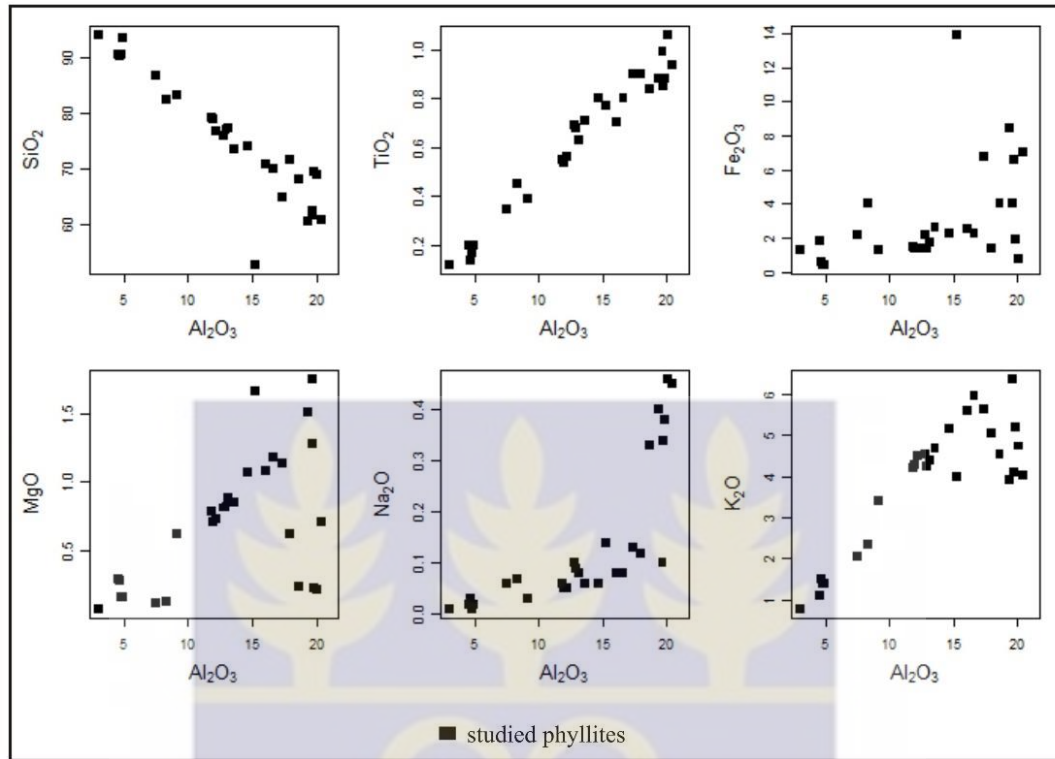 SiO₂
60 70 80 90
5 10 15 20
Al₂O₃
TiO₂
0.2 0.4 0.6 0.8 1.0
5 10 15 20
Al₂O₃
Fe₂O₃
0 2 4 6 8 10 12 14
5 10 15 20
Al₂O₃
MgO
0.5 1.0 1.5
5 10 15 20
Al₂O₃
Na₂O
0.0 0.1 0.2 0.3 0.4
5 10 15 20
Al₂O₃
K₂O
1 2 3 4 5 6
5 10 15 20
Al₂O₃
studied phyllites